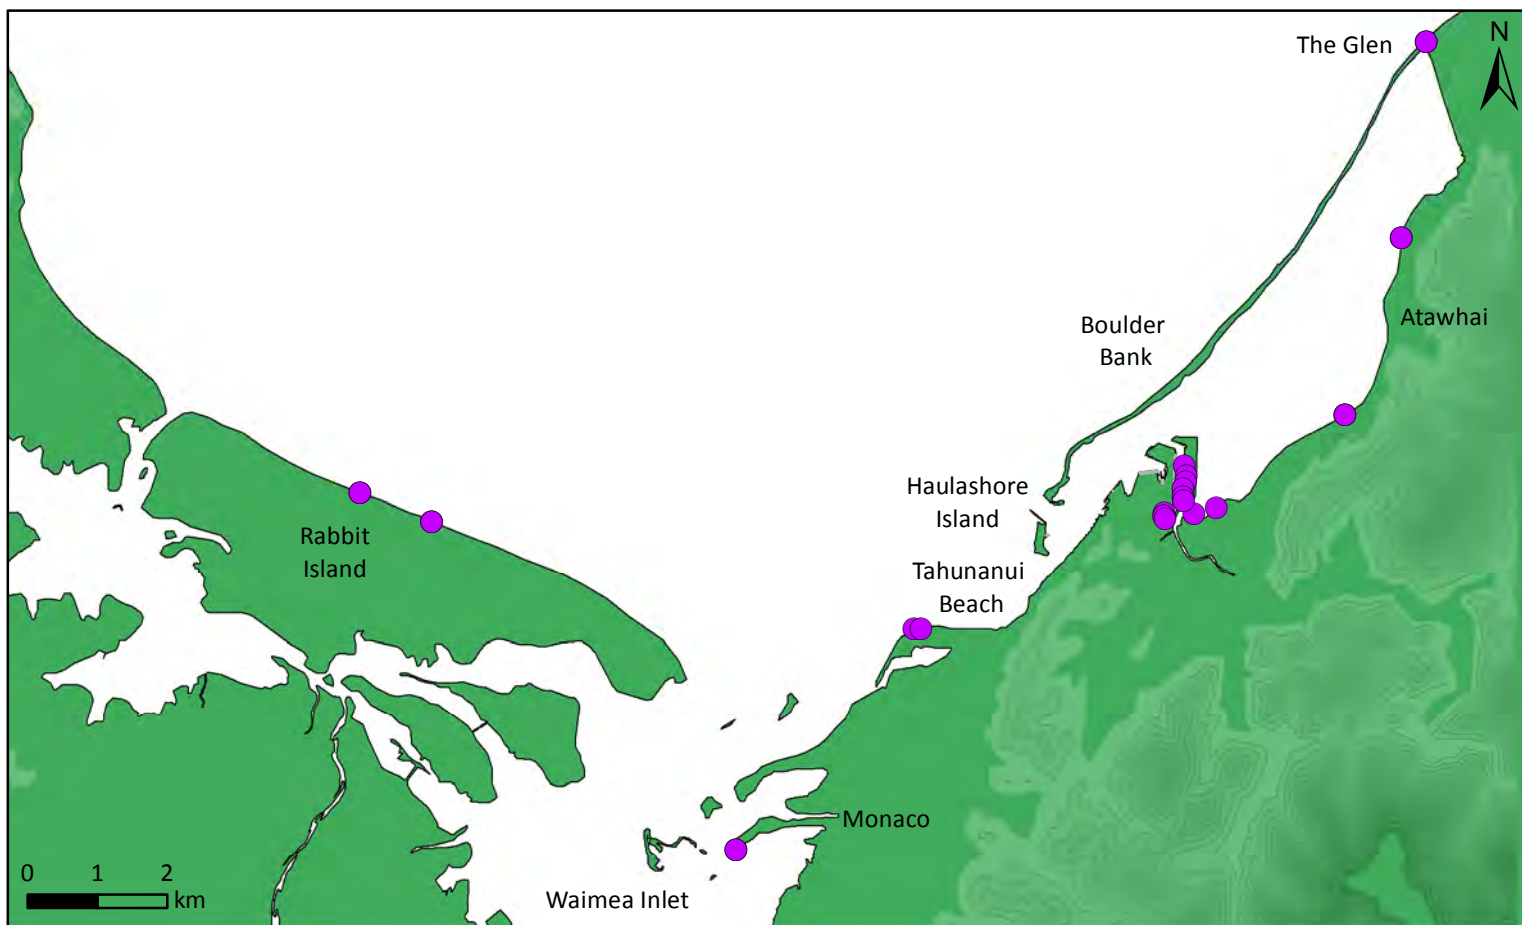 The Glen
N
Boulder
Bank
Atawhai
Haulashore
Island
Rabbit
Island
Tahunanui
Beach
Monaco
0 1 2
km
Waimea Inlet